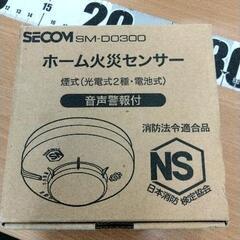 SECOM SM-D0300
ホーム火災センサー
煙式(光電式2種・電池式)
音声警報付
消防法令適合品
NS
日本消防検定協会